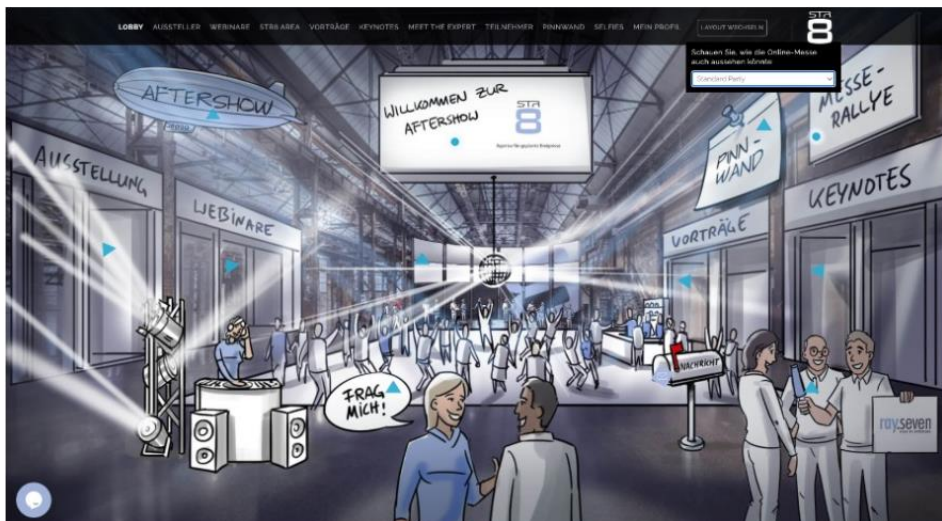 LOBBY AUSSTELLER WEBINARE STR8 AREA VORTRÄGE KEYNOTES MEET THE EXPERT TEILNEHMER PINNWAND SELFIES MEIN PROFIL LAYOUT WECHSELN
STR
8
Schauen Sie, wie die Online-Messe
auch aussehen könnte
Standard Party
AFTERSHOW
WILLKOMMEN ZUR
AFTERSHOW
STR
8
MESSE-
RALLYE
PINN-
WAND
AUSSTELLUNG
WEBINARE
VORTRÄGE
KEYNOTES
NACHRICHT
FRAG
MICH!
ray.seven